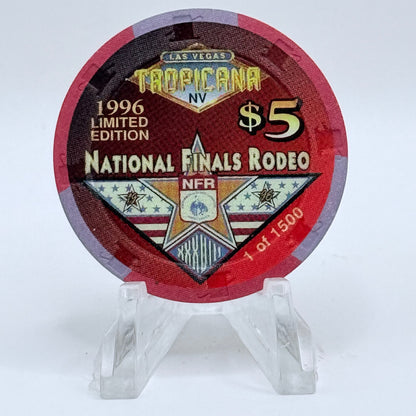 LAS VEGAS
TROPICANA
NV
1996
LIMITED
EDITION
$5
NATIONAL FINALS RODEO
NFR
1 of 1500